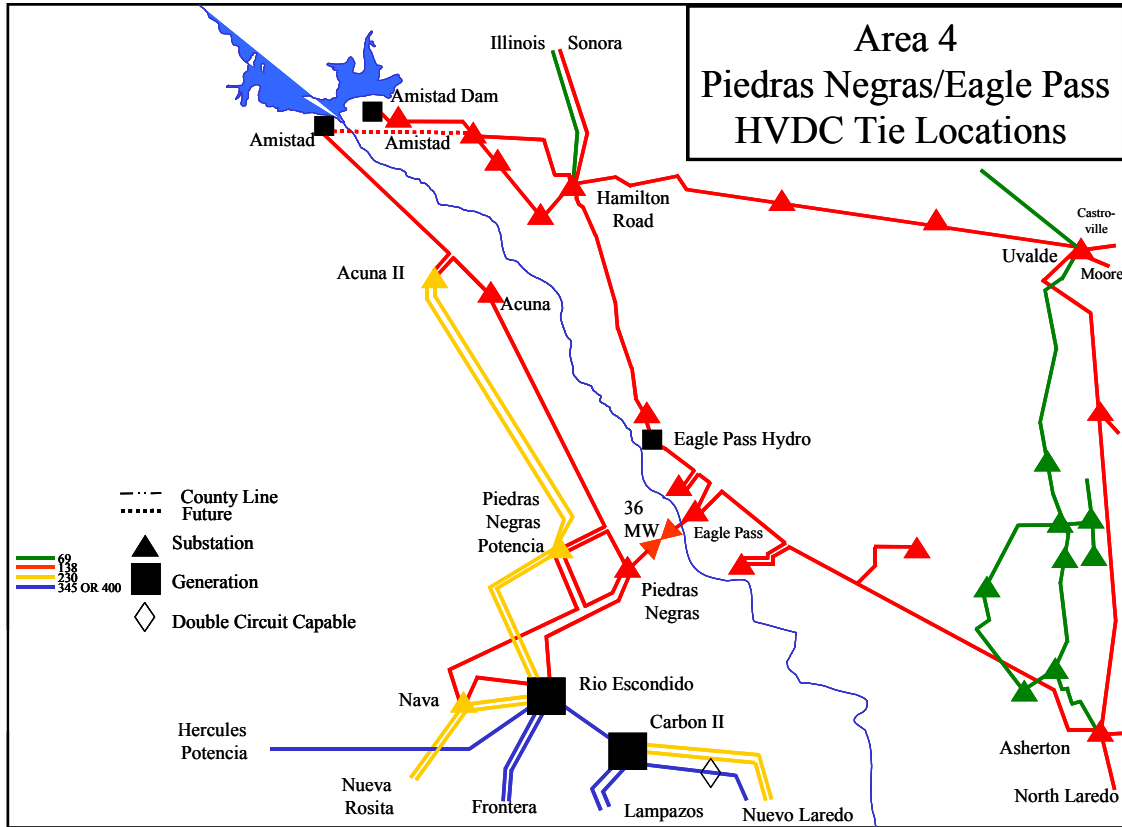 Area 4
Piedras Negras/Eagle Pass
HVDC Tie Locations
Illinois
Sonora
Amistad Dam
Amistad
Amistad
Hamilton
Road
Castro-
ville
Uvalde
Moore
Acuna II
Acuna
Eagle Pass Hydro
36
MW
Eagle Pass
Piedras
Negras
Potencia
Piedras
Negras
County Line
Future
Substation
Generation
Double Circuit Capable
69
138
230
345 OR 400
Rio Escondido
Nava
Carbon II
Hercules
Potencia
Asherton
Nueva
Rosita
Frontera
Lampazos
Nuevo Laredo
North Laredo